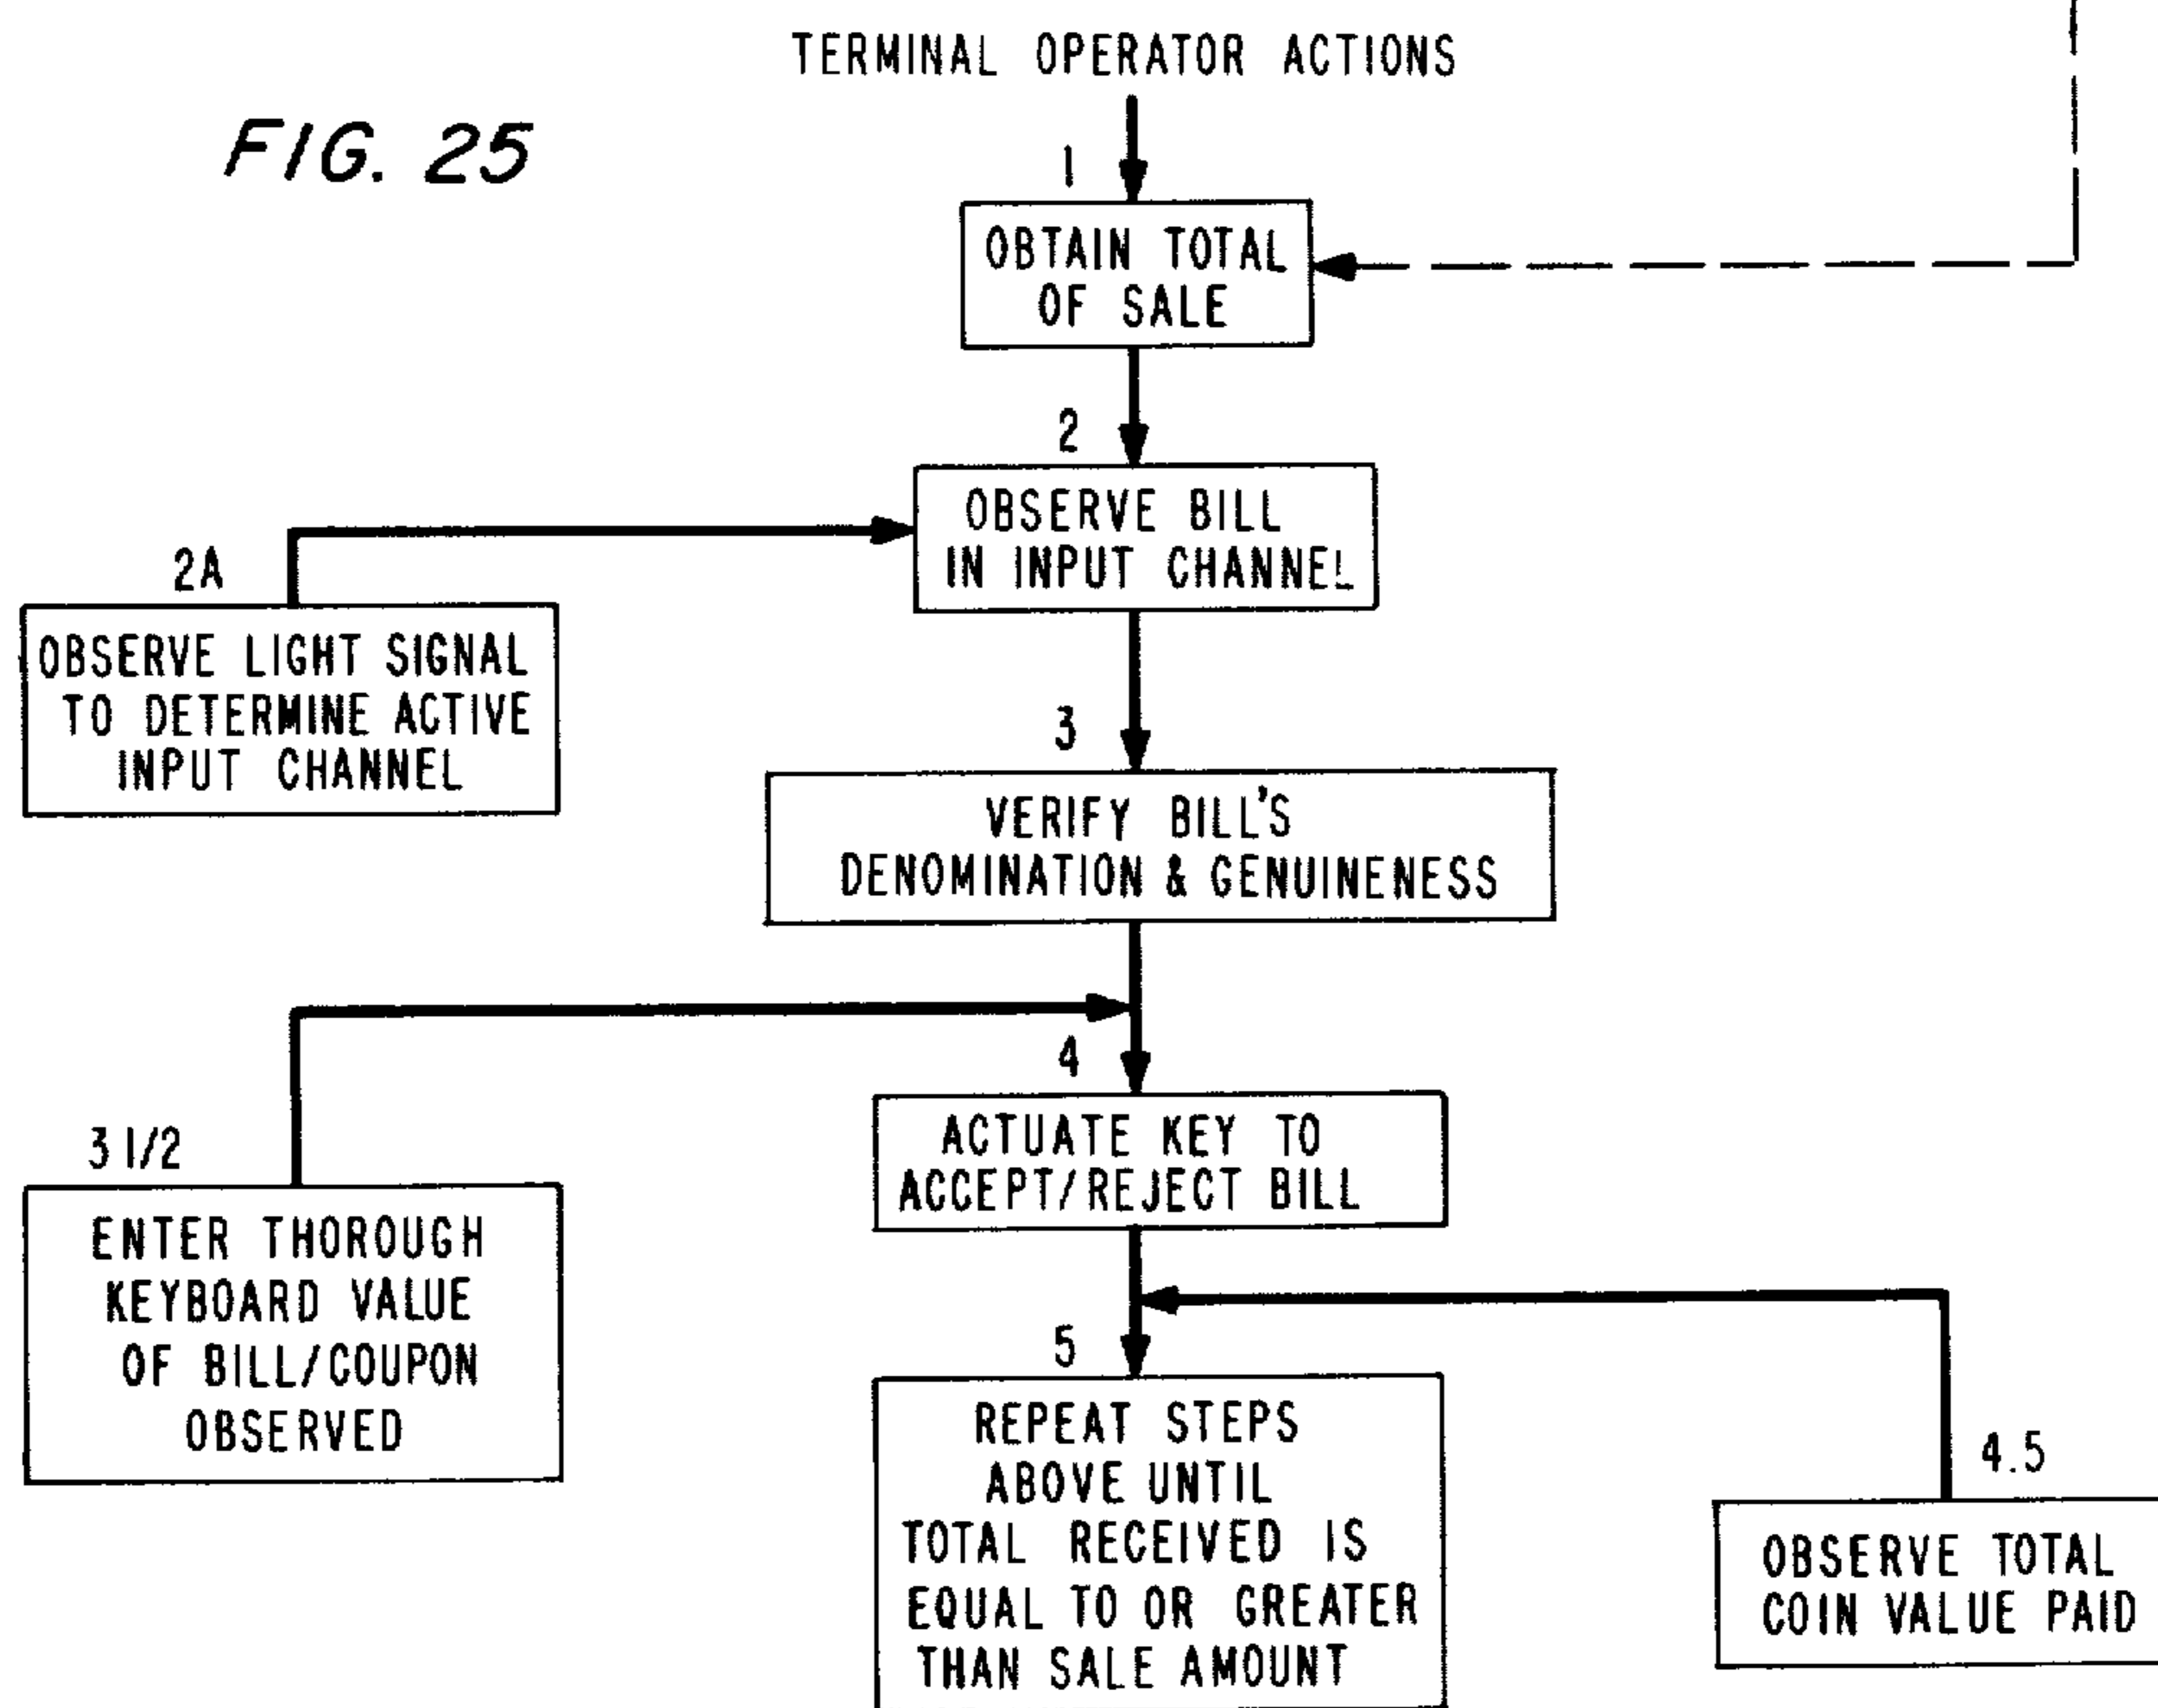 TERMINAL OPERATOR ACTIONS
FIG. 25
1
OBTAIN TOTAL
OF SALE
2
OBSERVE BILL
IN INPUT CHANNEL
2A
OBSERVE LIGHT SIGNAL
TO DETERMINE ACTIVE
INPUT CHANNEL
3
VERIFY BILL'S
DENOMINATION & GENUINENESS
4
ACTUATE KEY TO
ACCEPT/REJECT BILL
3 1/2
ENTER THOROUGH
KEYBOARD VALUE
OF BILL/COUPON
OBSERVED
5
REPEAT STEPS
ABOVE UNTIL
TOTAL RECEIVED IS
EQUAL TO OR GREATER
THAN SALE AMOUNT
4.5
OBSERVE TOTAL
COIN VALUE PAID